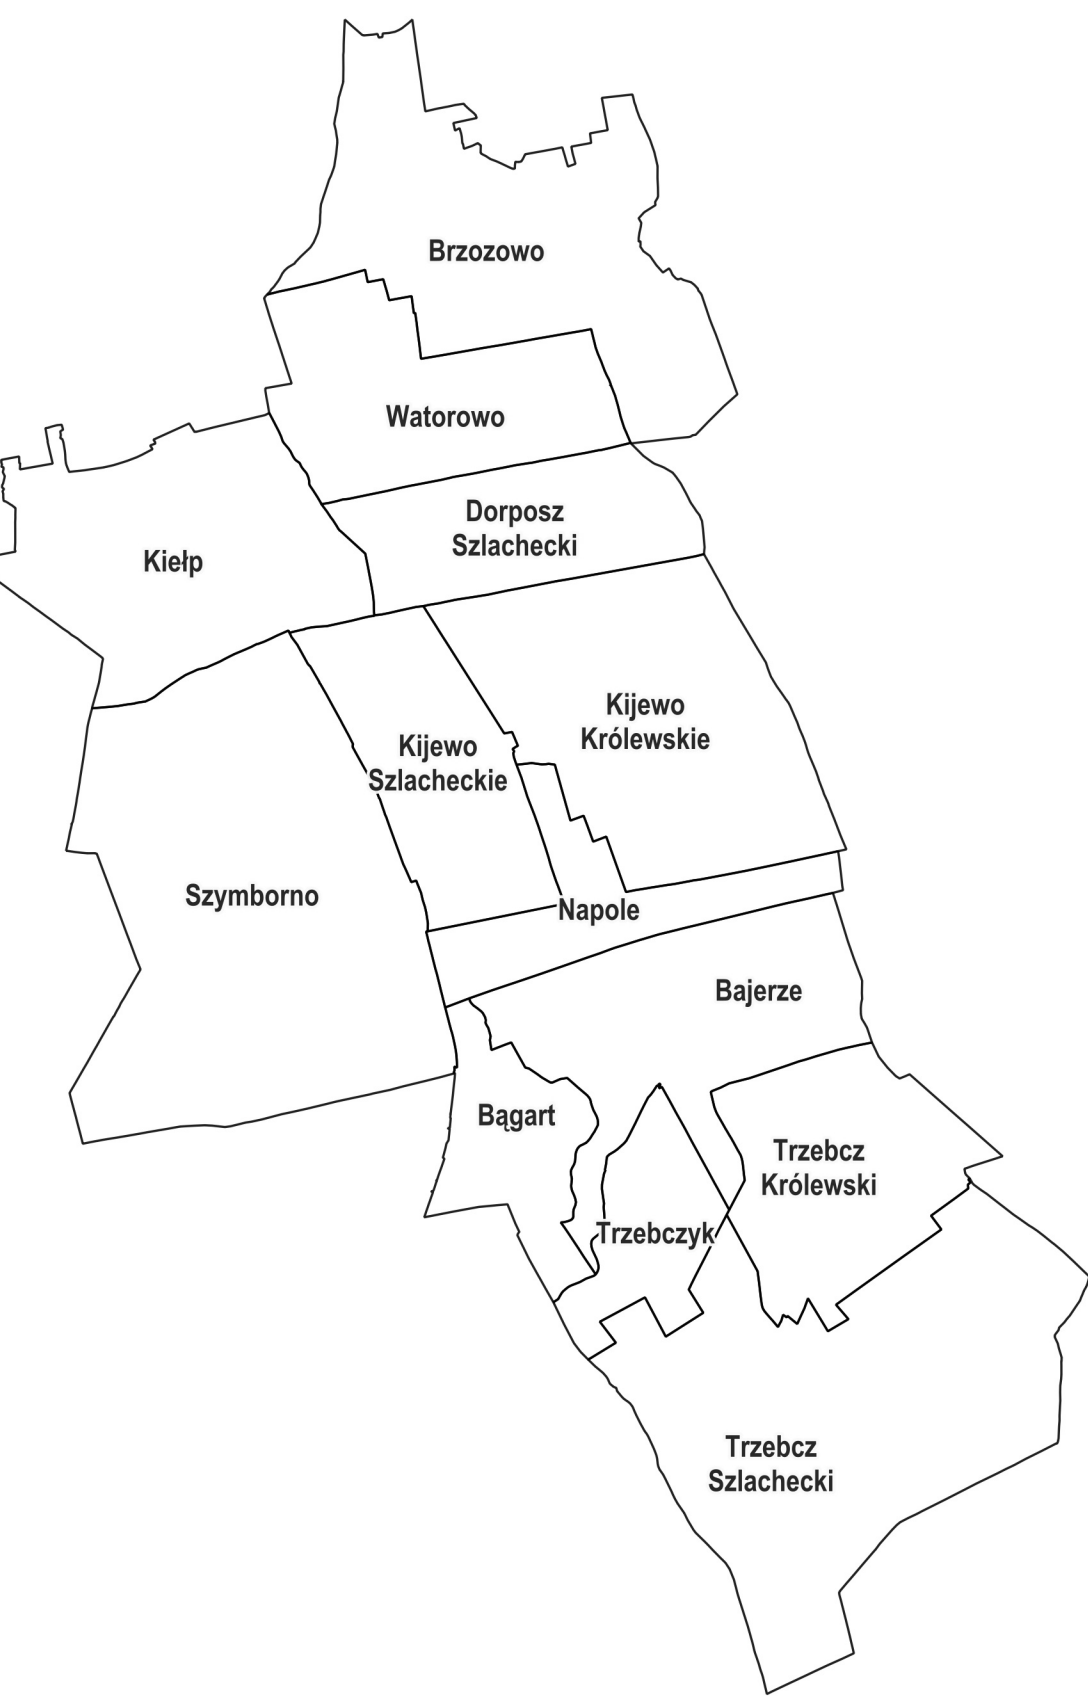 Brzozowo
Watorowo
Dorposz
Szlachecki
Kiełp
Kijewo
Królewskie
Kijewo
Szlacheckie
Szymborno
Napole
Bajerze
Bągart
Trzebcz
Królewski
Trzebczyk
Trzebcz
Szlachecki